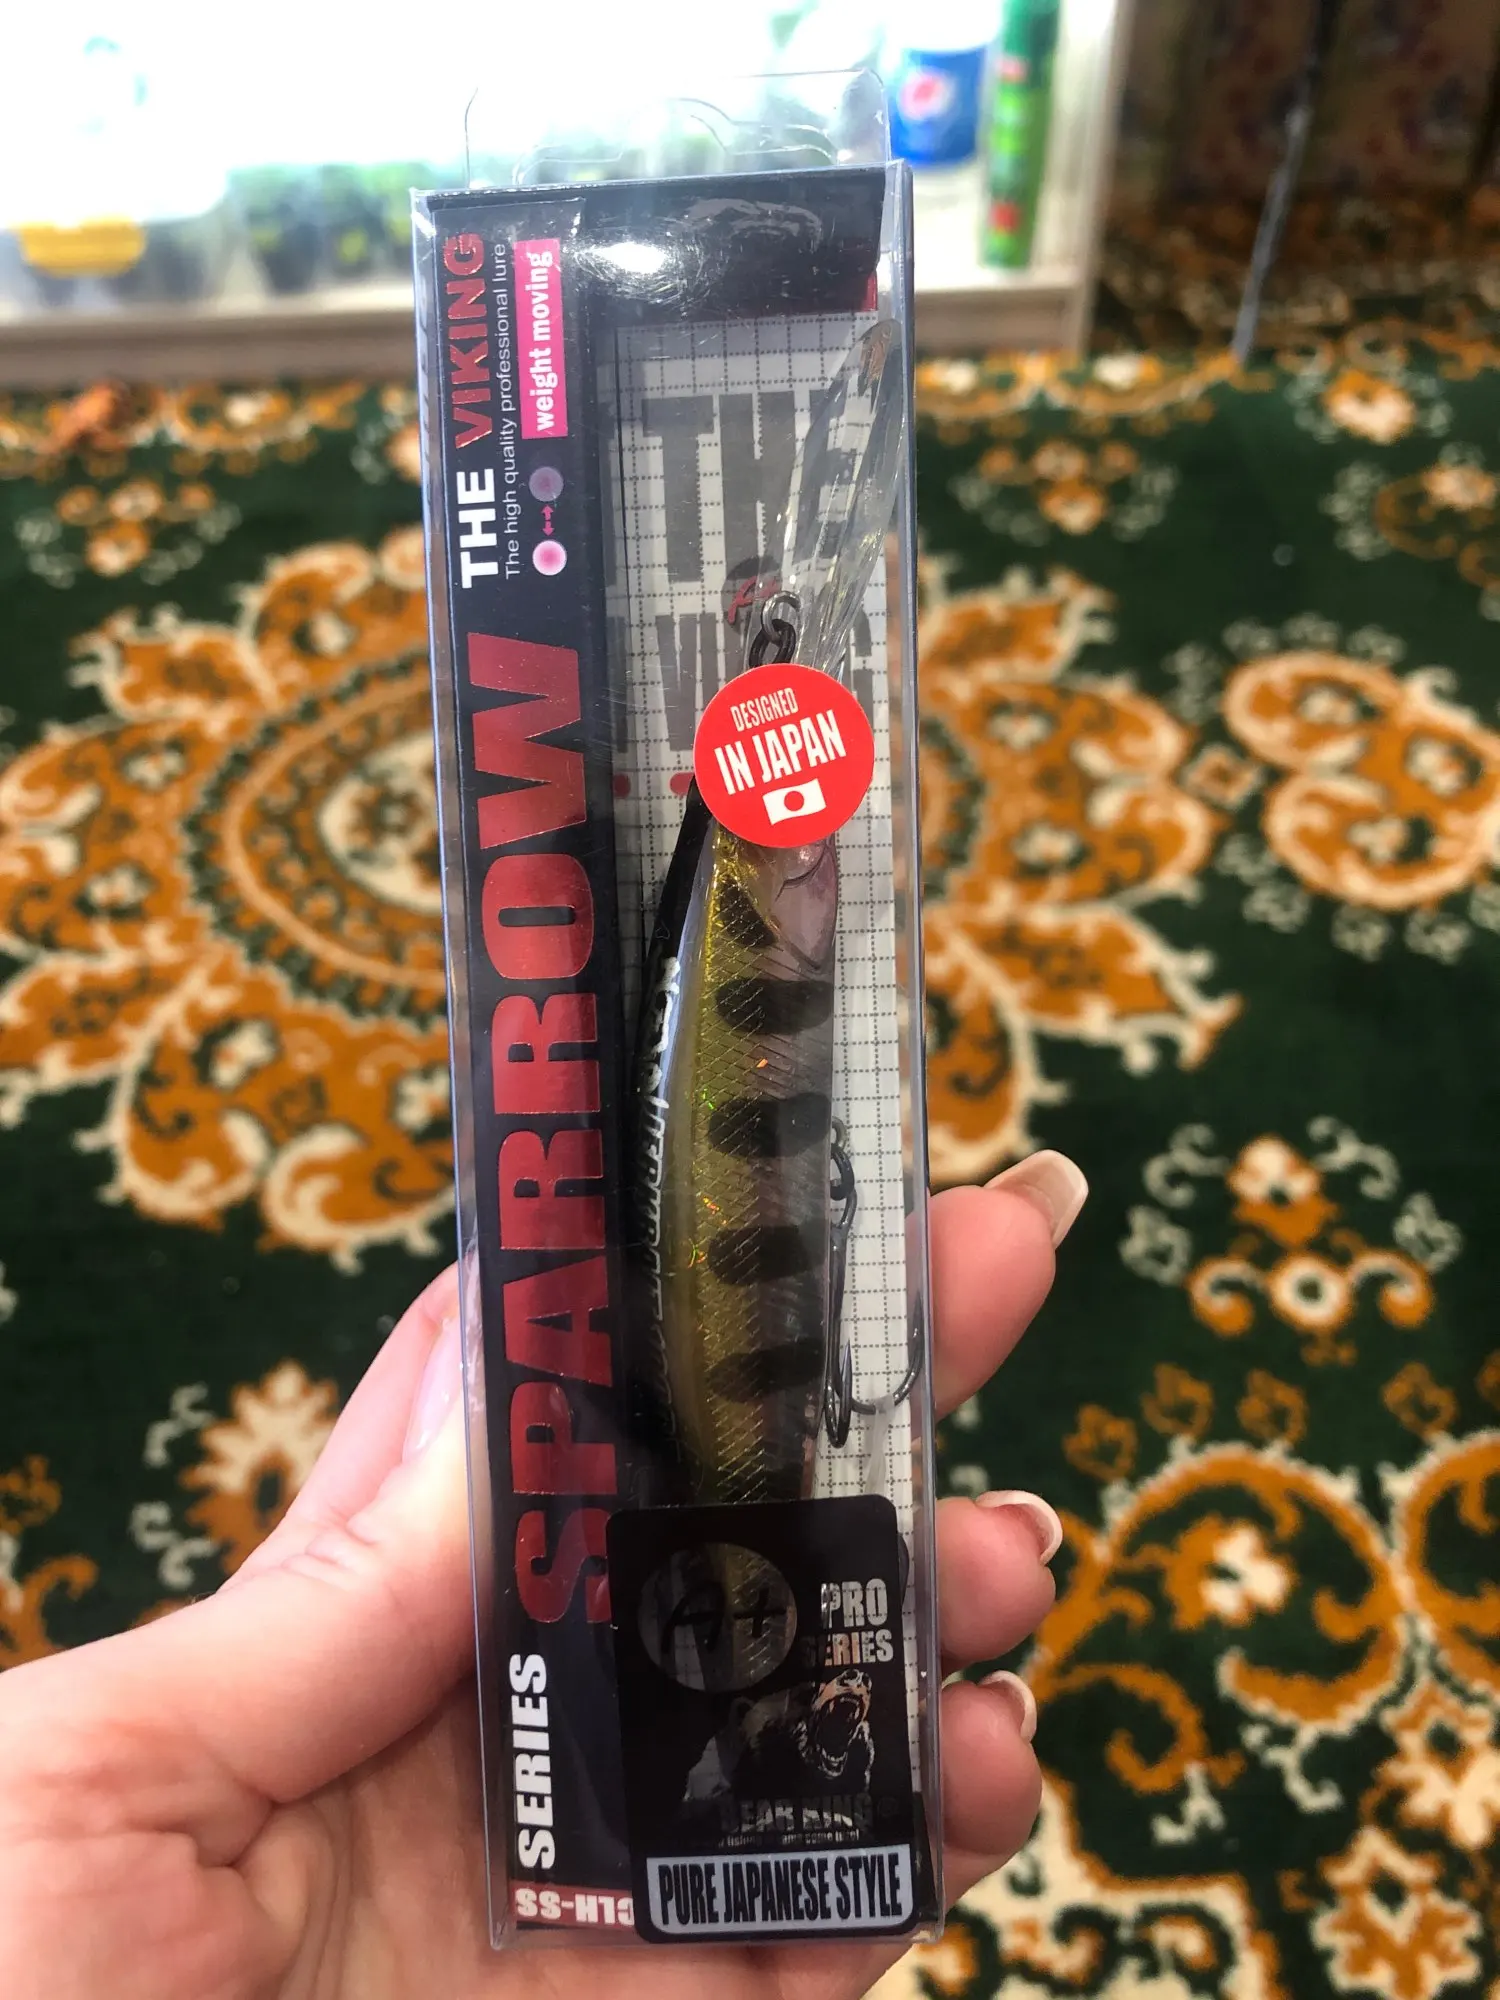 THE VIKING
The high quality professional lure
weight moving
SPARROW
SERIES
DESIGNED
IN JAPAN
THE
A+
PRO
SERIES
BEAR KING®
PURE JAPANESE STYLE